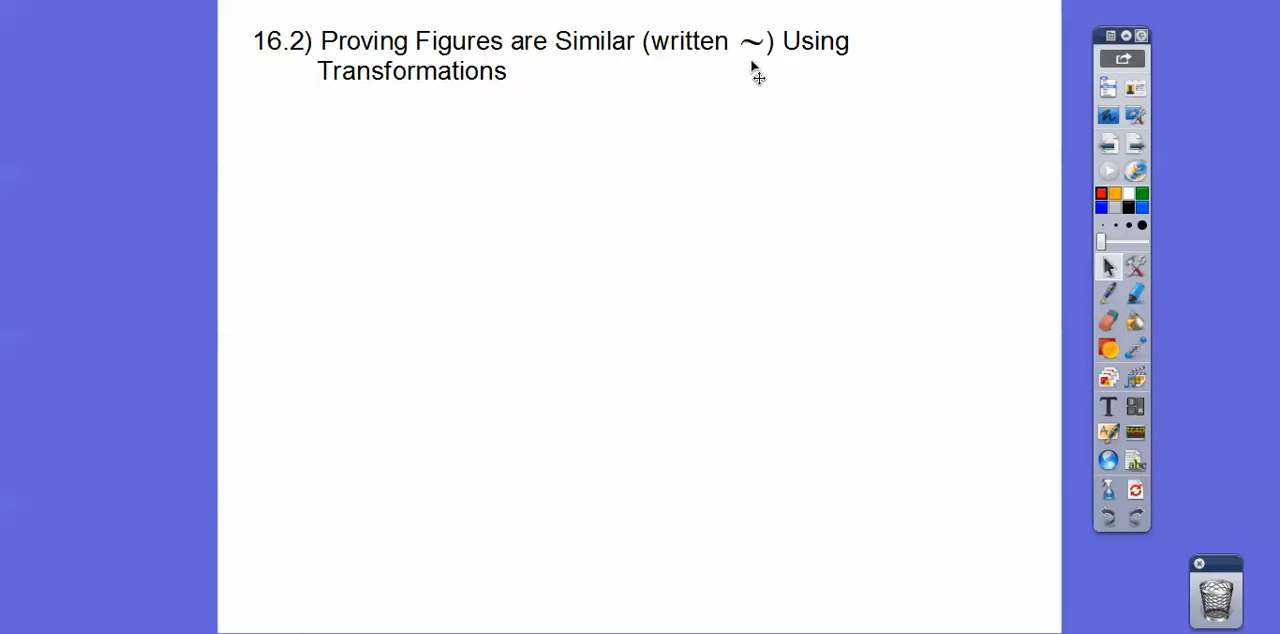 16.2) Proving Figures are Similar (written ~) Using
Transformations